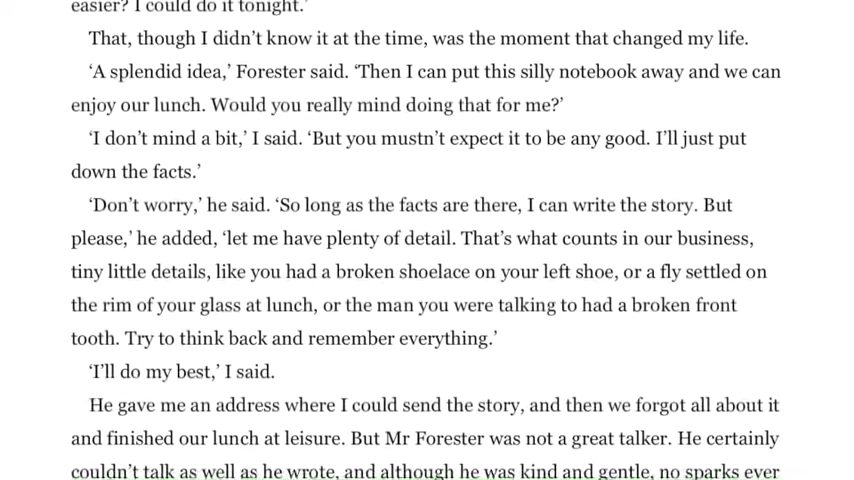 easier? I could do it tonight.’
That, though I didn’t know it at the time, was the moment that changed my life.
‘A splendid idea,’ Forester said. ‘Then I can put this silly notebook away and we can
enjoy our lunch. Would you really mind doing that for me?’
‘I don’t mind a bit,’ I said. ‘But you mustn’t expect it to be any good. I’ll just put
down the facts.’
‘Don’t worry,’ he said. ‘So long as the facts are there, I can write the story. But
please,’ he added, ‘let me have plenty of detail. That’s what counts in our business,
tiny little details, like you had a broken shoelace on your left shoe, or a fly settled on
the rim of your glass at lunch, or the man you were talking to had a broken front
tooth. Try to think back and remember everything.’
‘I’ll do my best,’ I said.
He gave me an address where I could send the story, and then we forgot all about it
and finished our lunch at leisure. But Mr Forester was not a great talker. He certainly
couldn’t talk as well as he wrote, and although he was kind and gentle, no sparks ever